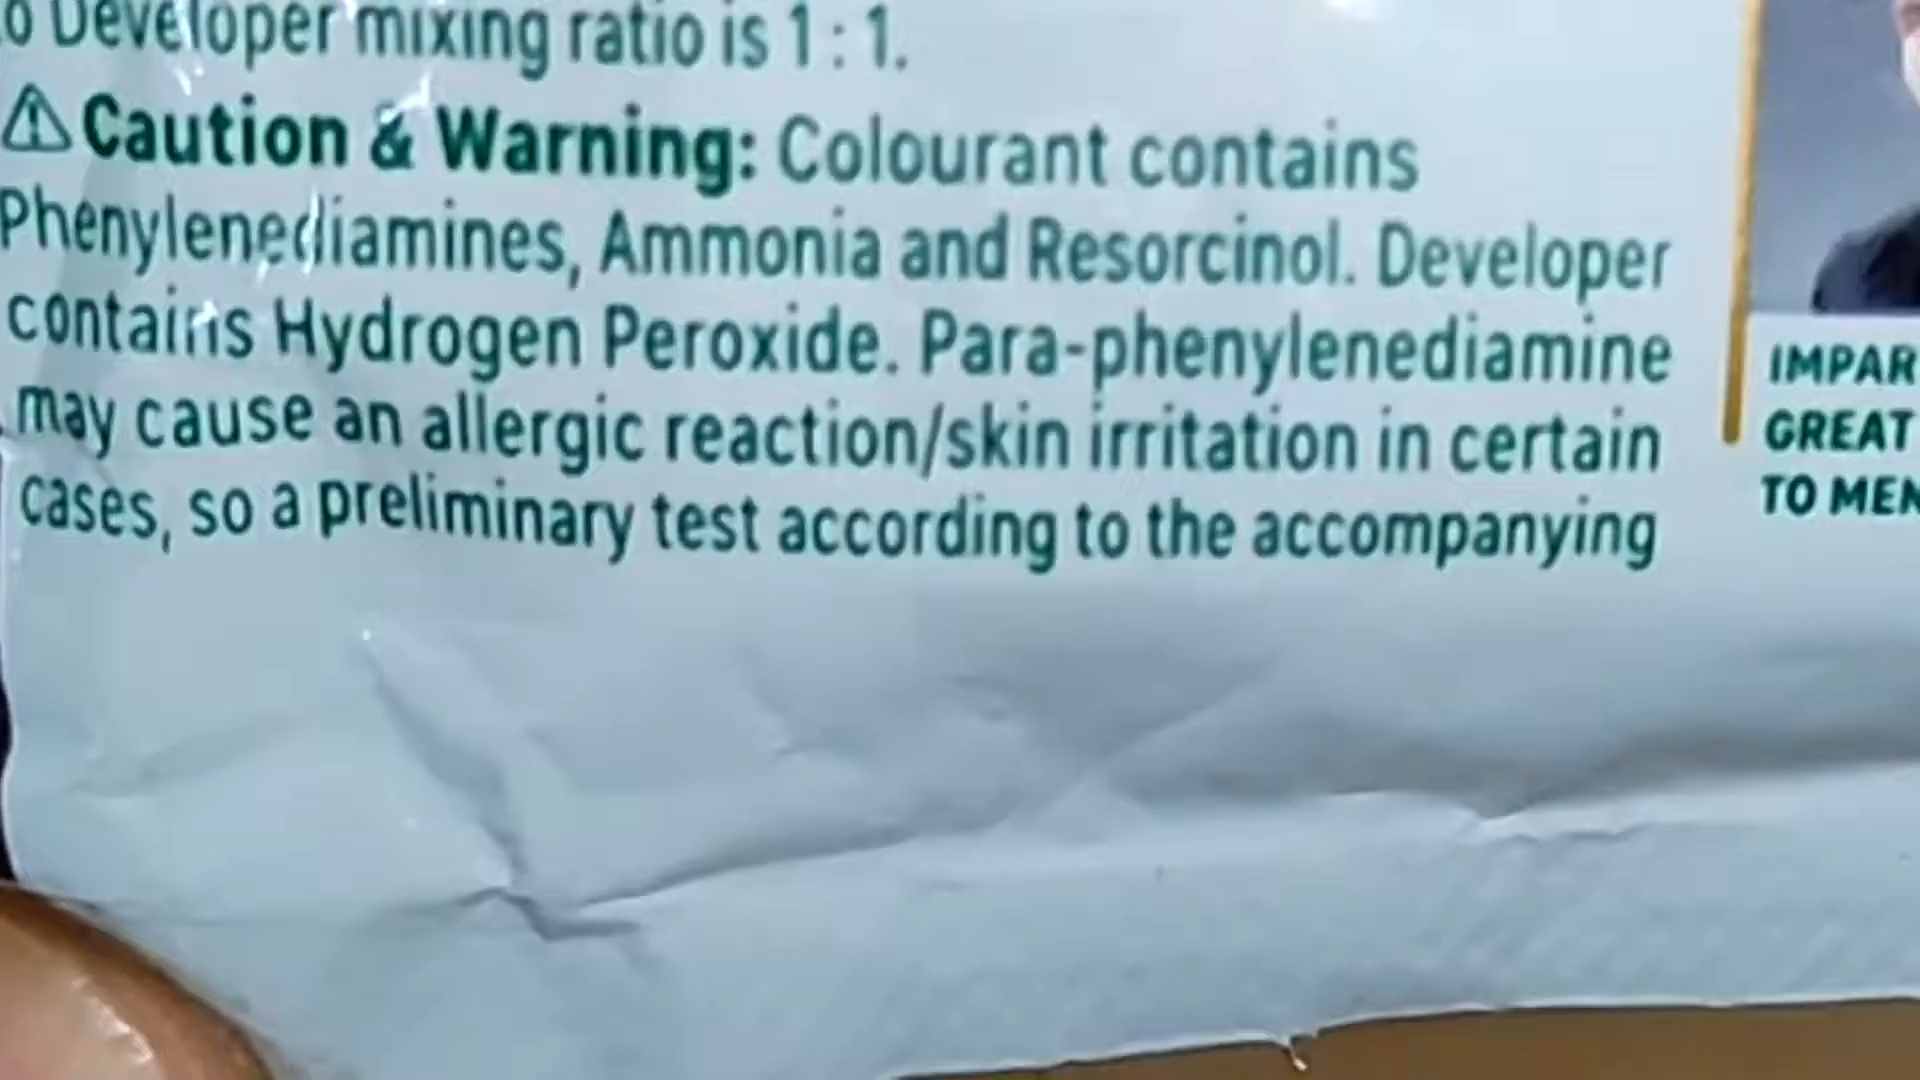 Developer mixing ratio is 1 : 1.
⚠ Caution & Warning: Colourant contains
Phenylenediamines, Ammonia and Resorcinol. Developer
contains Hydrogen Peroxide. Para-phenylenediamine
may cause an allergic reaction/skin irritation in certain
cases, so a preliminary test according to the accompanying
IMPAR
GREAT
TO MEN